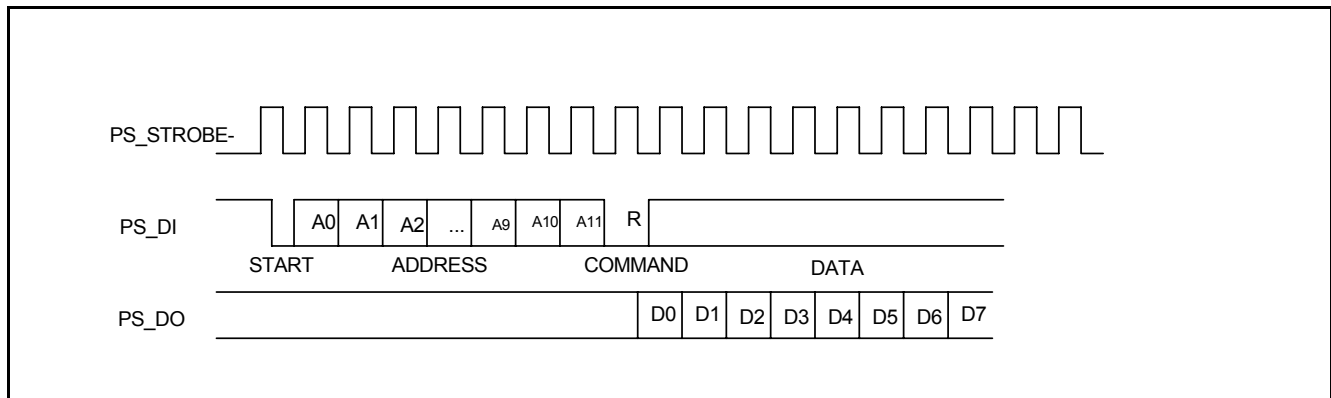 PS_STROBE-
PS_DI
A0 A1 A2 ... A9 A10 A11 R
START ADDRESS COMMAND DATA
PS_DO
D0 D1 D2 D3 D4 D5 D6 D7